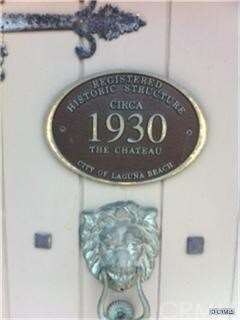 REGISTERED
HISTORIC STRUCTURE
CIRCA
1930
THE CHATEAU
CITY OF LAGUNA BEACH